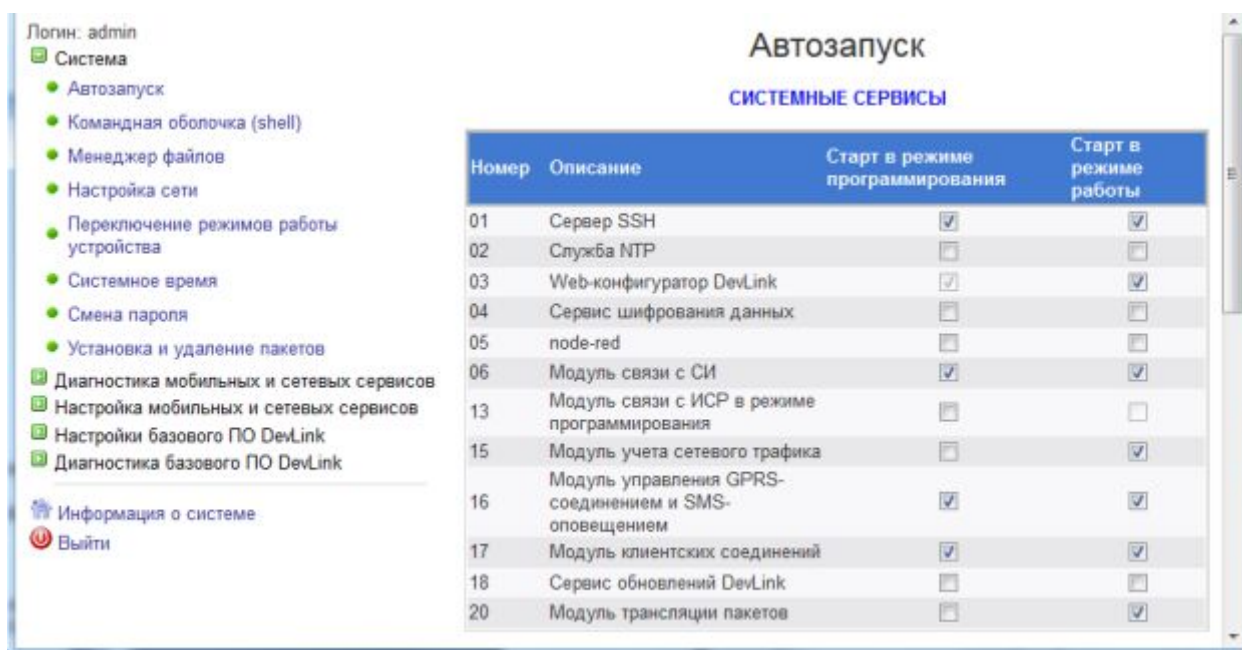 Логин: admin
Система
Автозапуск
Командная оболочка (shell)
Менеджер файлов
Настройка сети
Переключение режимов работы
устройства
Системное время
Смена пароля
Установка и удаление пакетов
Диагностика мобильных и сетевых сервисов
Настройка мобильных и сетевых сервисов
Настройки базового ПО DevLink
Диагностика базового ПО DevLink
Информация о системе
Выйти
Автозапуск
СИСТЕМНЫЕ СЕРВИСЫ
Номер Описание Старт в режиме программирования Старт в режиме работы
01 Сервер SSH
02 Служба NTP
03 Web-конфигуратор DevLink
04 Сервис шифрования данных
05 node-red
06 Модуль связи с СИ
13 Модуль связи с ИСР в режиме
программирования
15 Модуль учета сетевого трафика
16 Модуль управления GPRS-
соединением и SMS-
оповещением
17 Модуль клиентских соединений
18 Сервис обновлений DevLink
20 Модуль трансляции пакетов